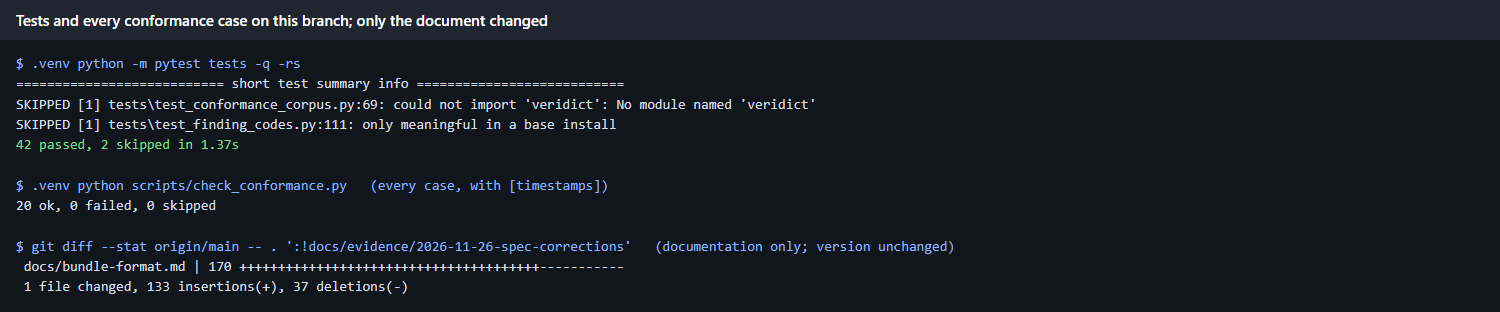 Tests and every conformance case on this branch; only the document changed
$ .venv python -m pytest tests -q -rs
=========================== short test summary info ===========================
SKIPPED [1] tests\test_conformance_corpus.py:69: could not import 'veridict': No module named 'veridict'
SKIPPED [1] tests\test_finding_codes.py:111: only meaningful in a base install
42 passed, 2 skipped in 1.37s
$ .venv python scripts/check_conformance.py (every case, with [timestamps])
20 ok, 0 failed, 0 skipped
$ git diff --stat origin/main -- . ':!docs/evidence/2026-11-26-spec-corrections' (documentation only; version unchanged)
docs/bundle-format.md | 170 +++++++++++++++++++++++++++++++++++++++-----------
1 file changed, 133 insertions(+), 37 deletions(-)